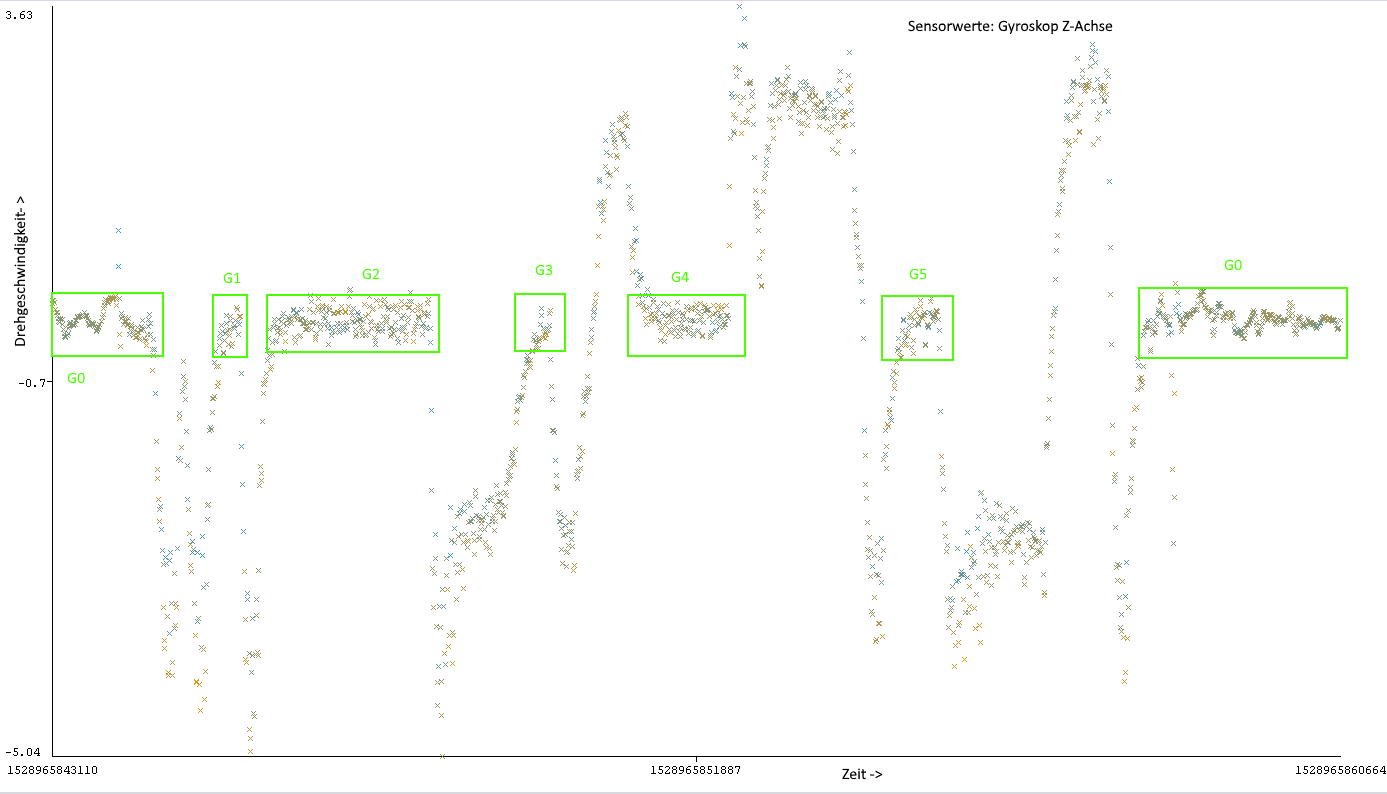 3.63
Sensorwerte: Gyroskop Z-Achse
Drehgeschwindigkeit- >
G1
G2
G3
G4
G5
G0
G0
-0.7
-5.04
1528965843110
1528965851887
1528965860664
Zeit ->